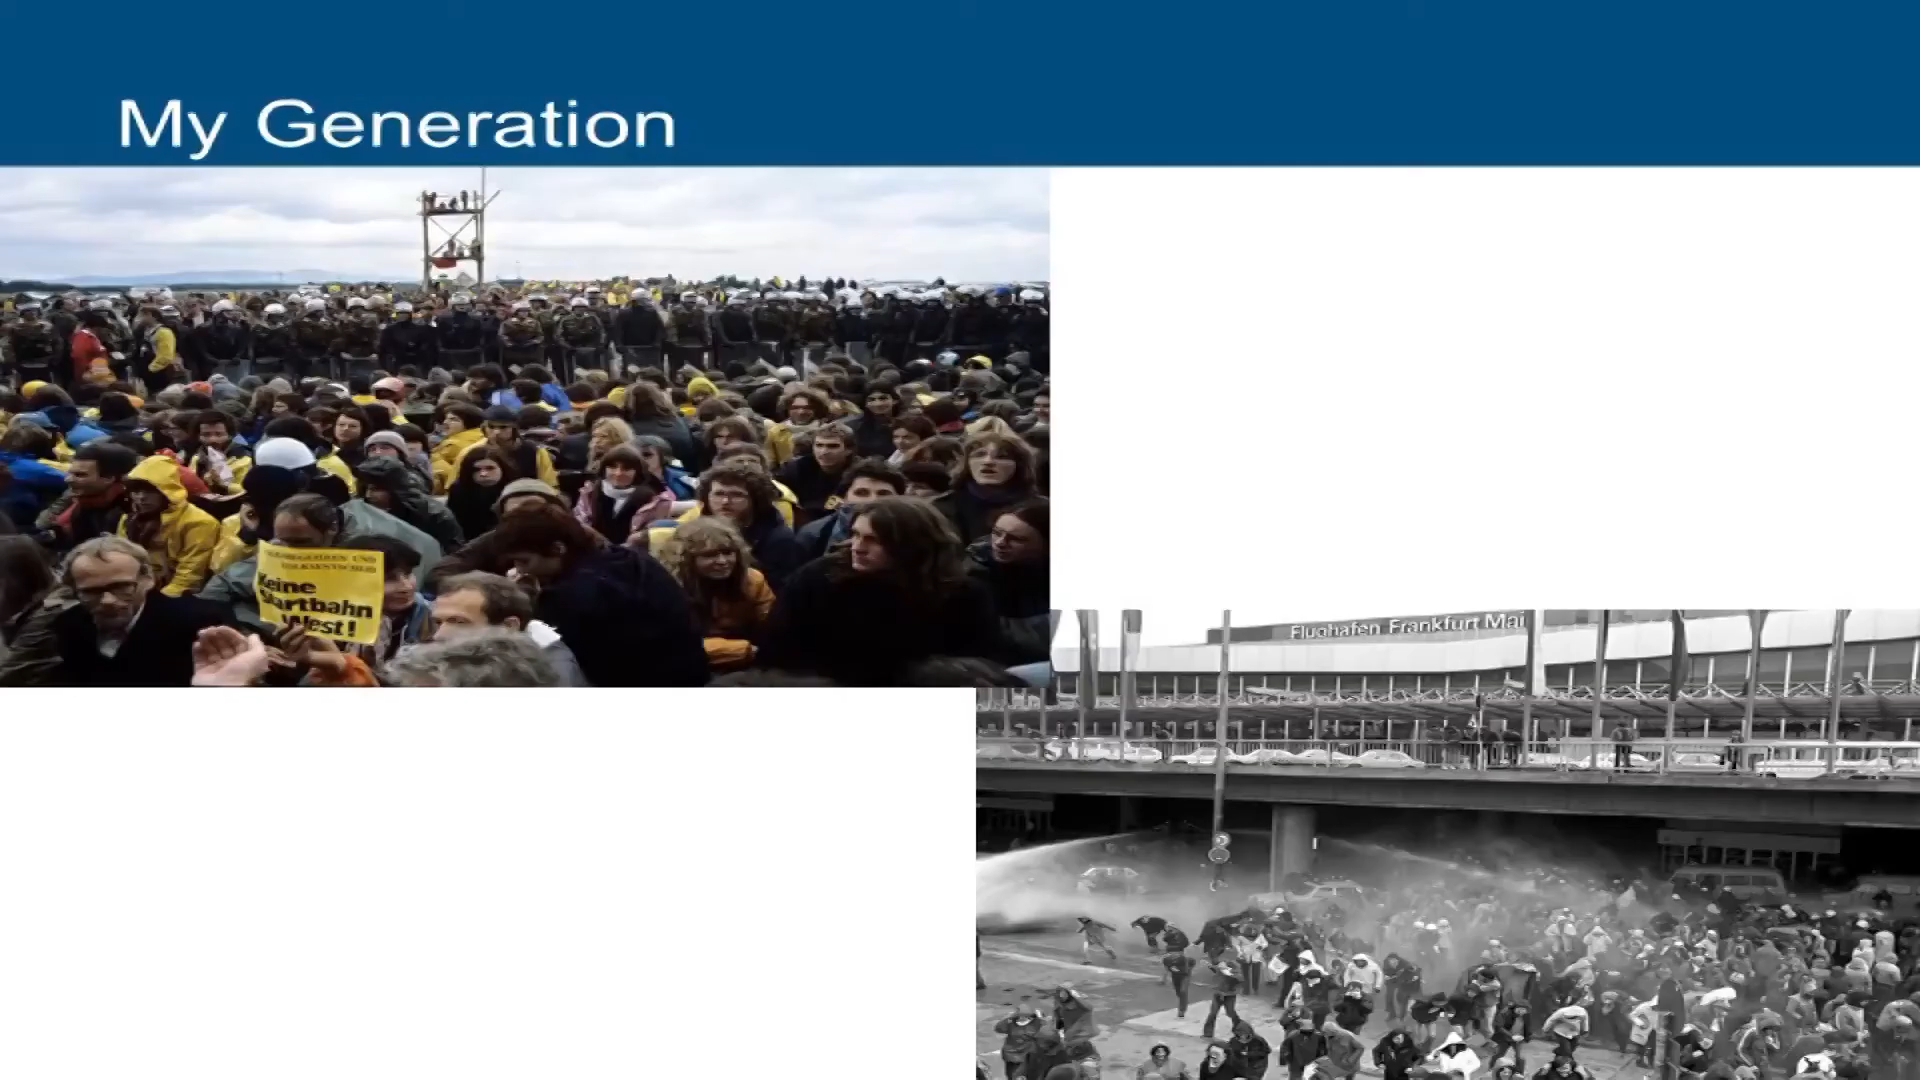 My Generation
Keine
Startbahn
West!
Flughafen Frankfurt Mai